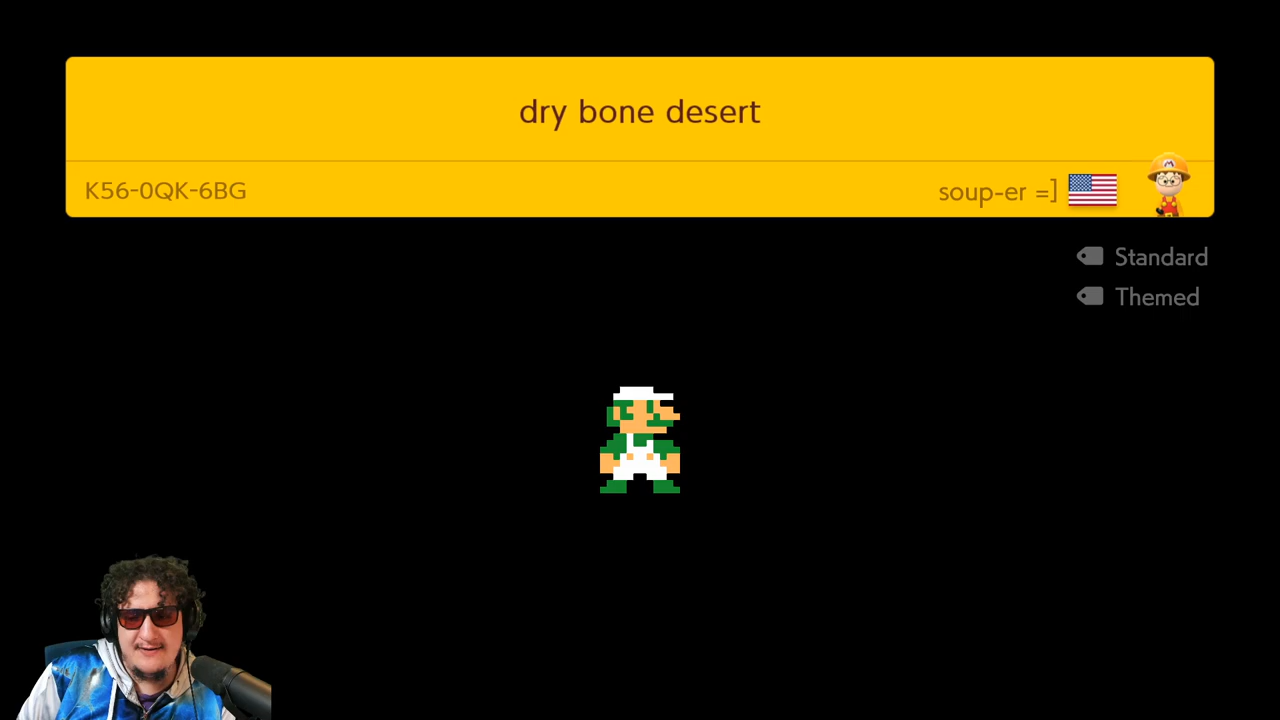 dry bone desert
K56-0QK-6BG
soup-er =]
Standard
Themed